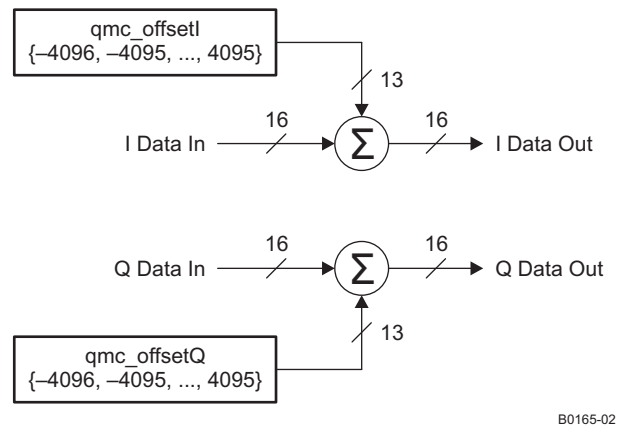 qmc_offsetI
{–4096, –4095, ..., 4095}
13
16
16
I Data In
Σ
I Data Out
16
16
Q Data In
Σ
Q Data Out
13
qmc_offsetQ
{–4096, –4095, ..., 4095}
B0165-02